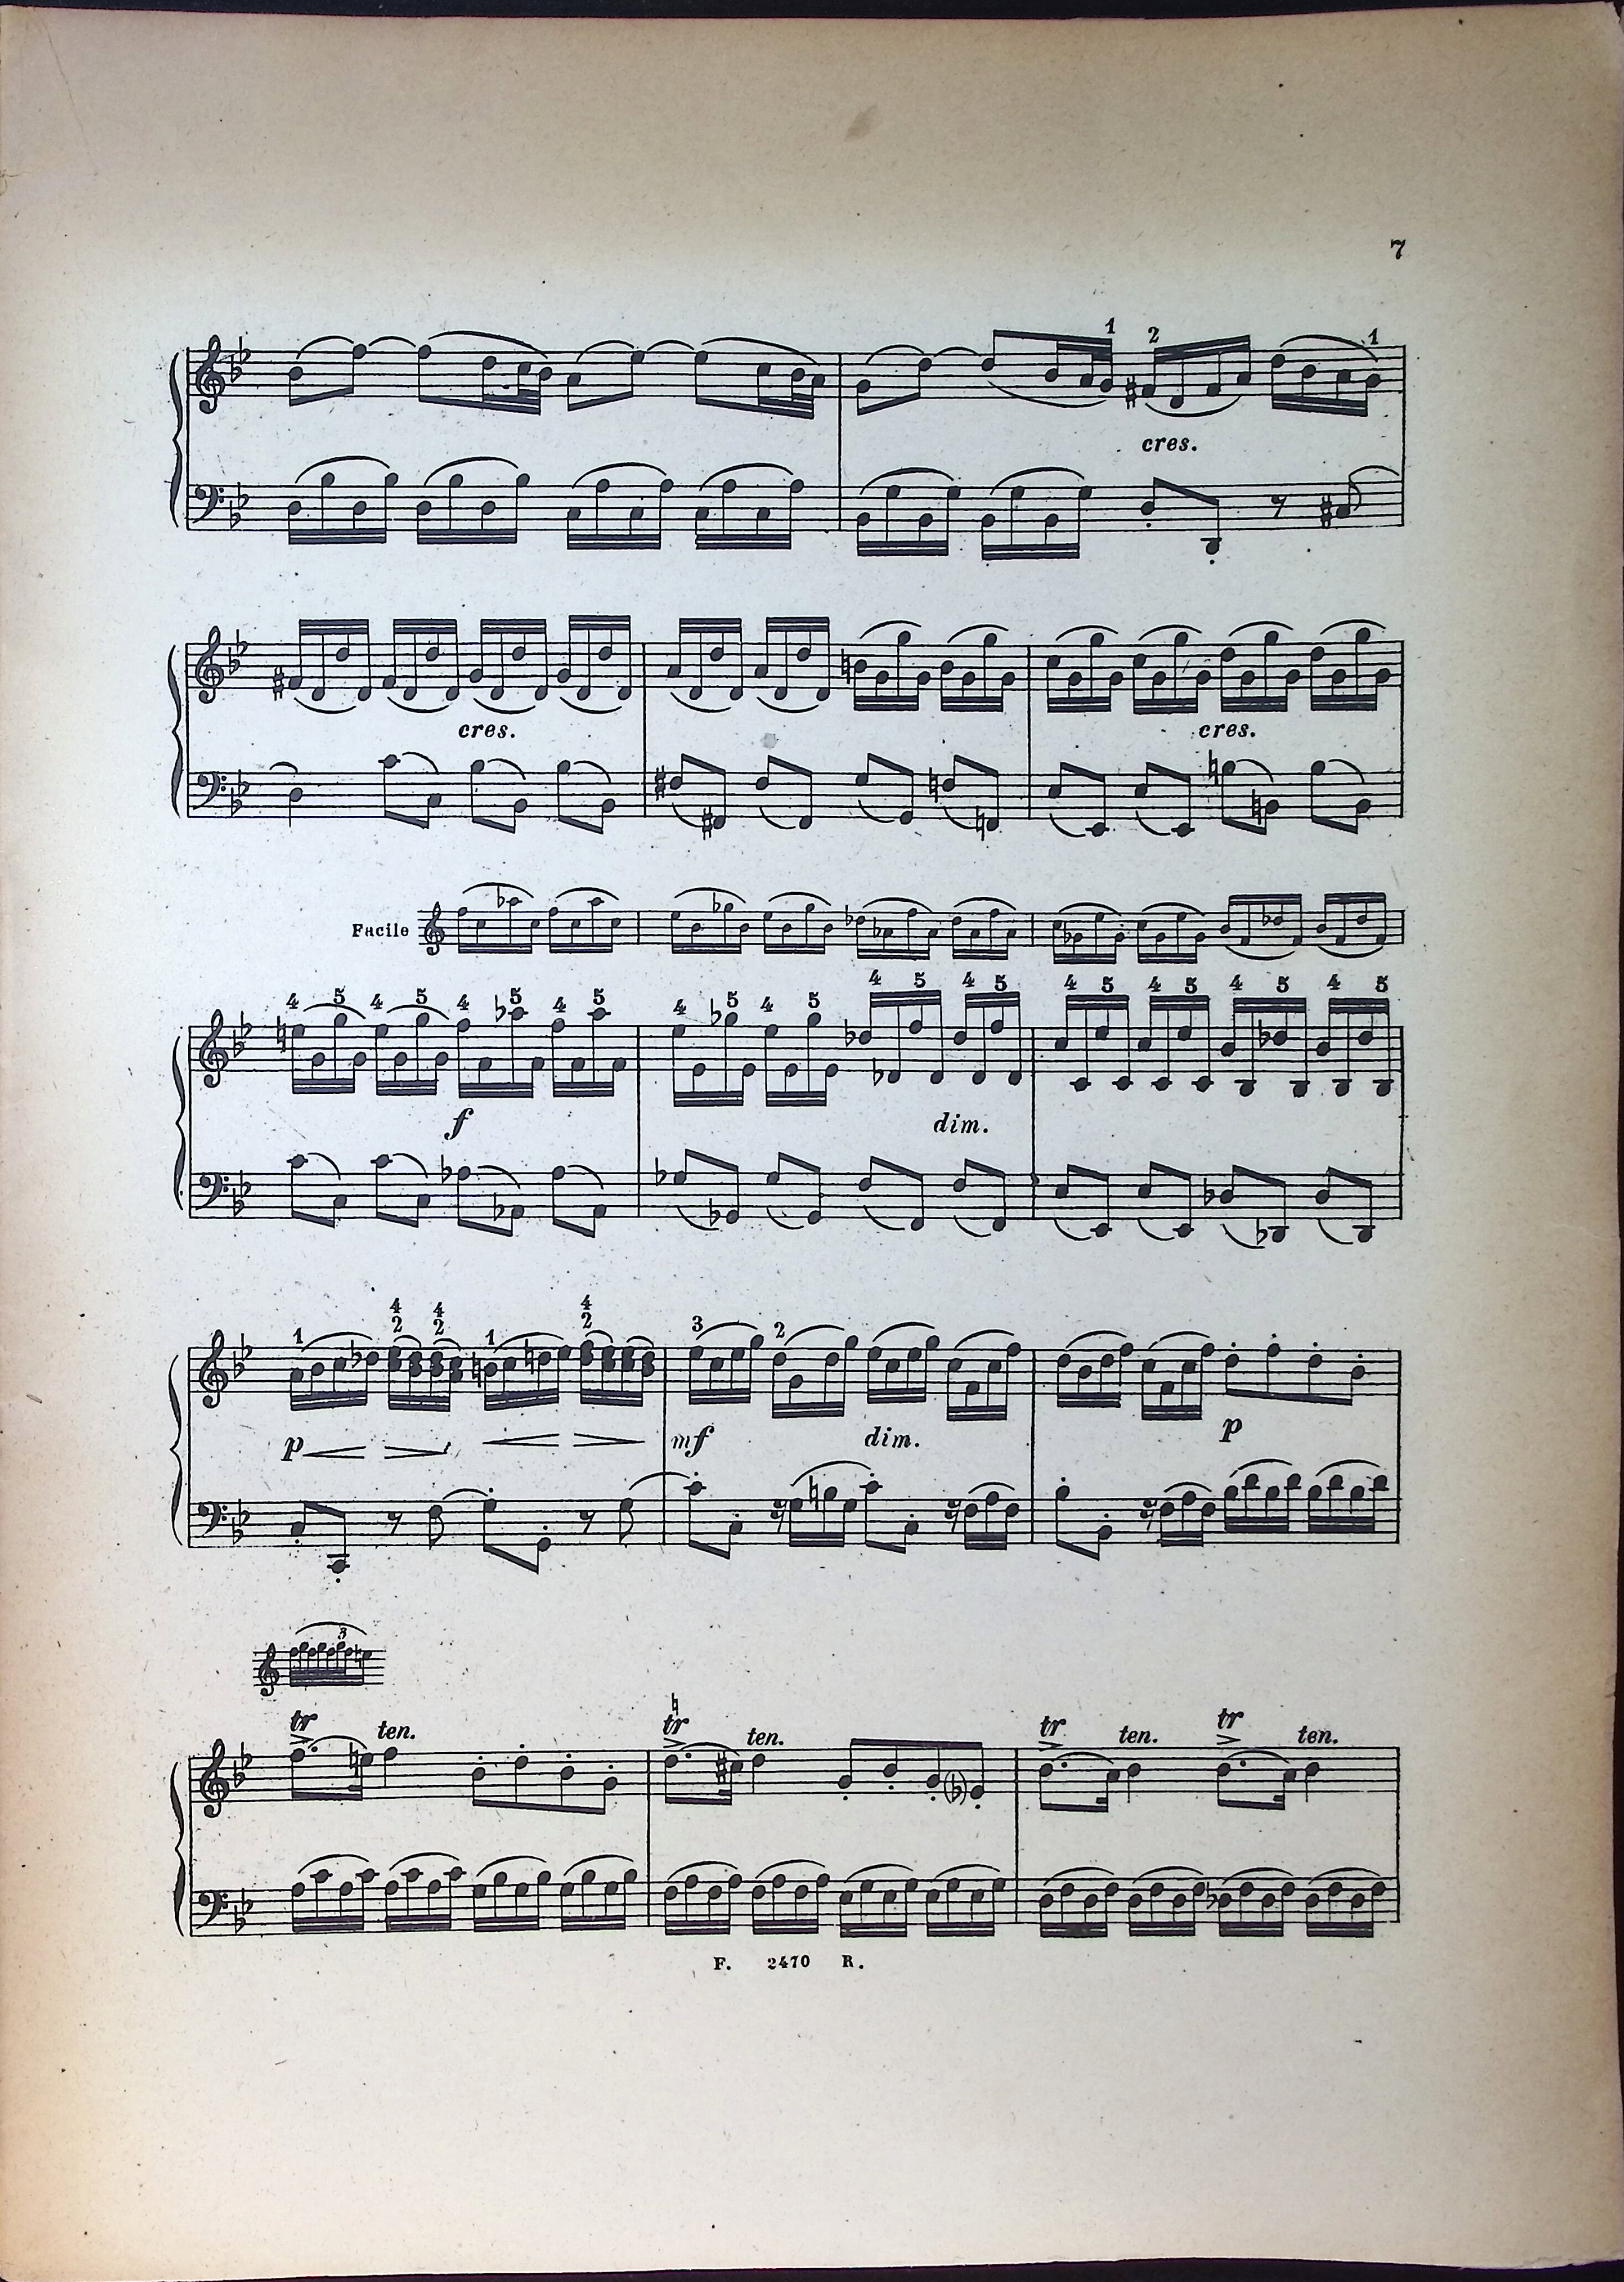 7
1 2 1
cres.
cres. cres.
Facile
4 5 4 5 4 5 4 5 4 5 4 5 4 5 4 5 4 5 4 5 4 5 4 5
f dim.
4 4 4
1 2 2 1 2 3 2
p mf dim. p
3
tr ten. tr ten. tr ten. tr ten.
F. 2470 R.